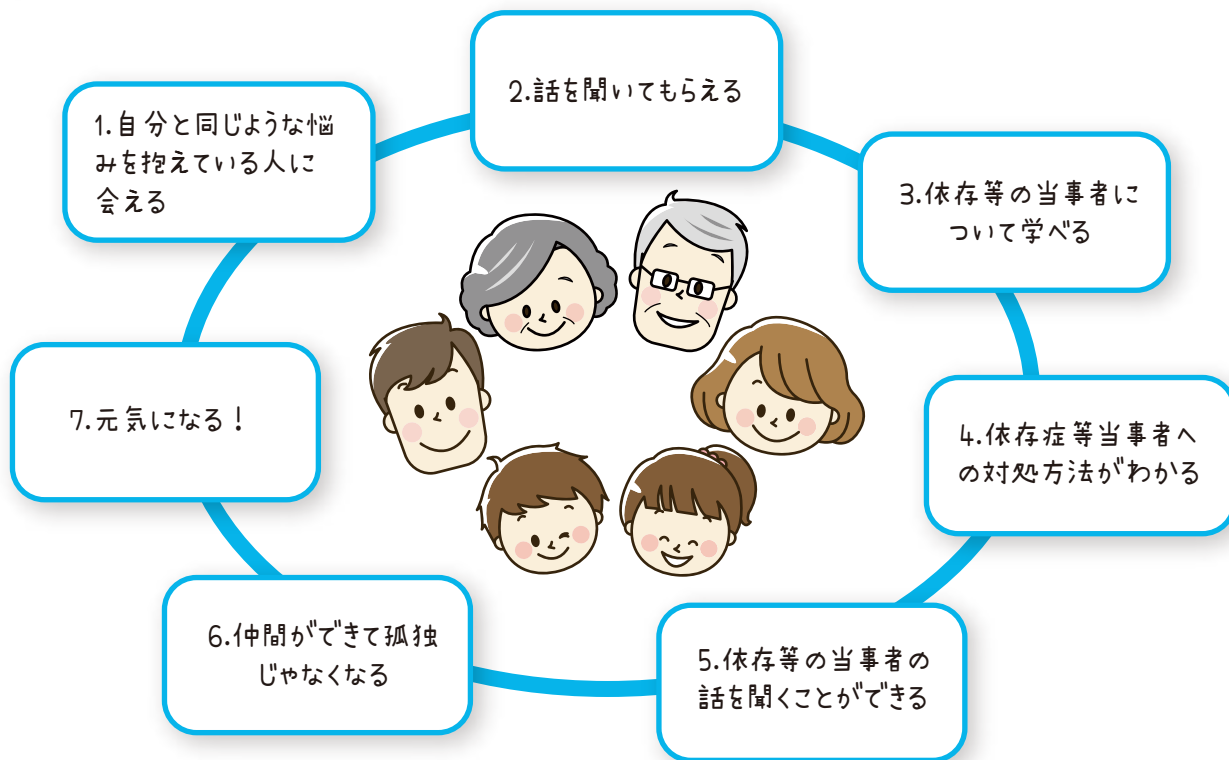 1.自分と同じような悩
みを抱えている人に
会える
2.話を聞いてもらえる
3.依存等の当事者に
ついて学べる
4.依存症等当事者へ
の対処方法がわかる
5.依存等の当事者の
話を聞くことができる
6.仲間ができて孤独
じゃなくなる
7.元気になる!